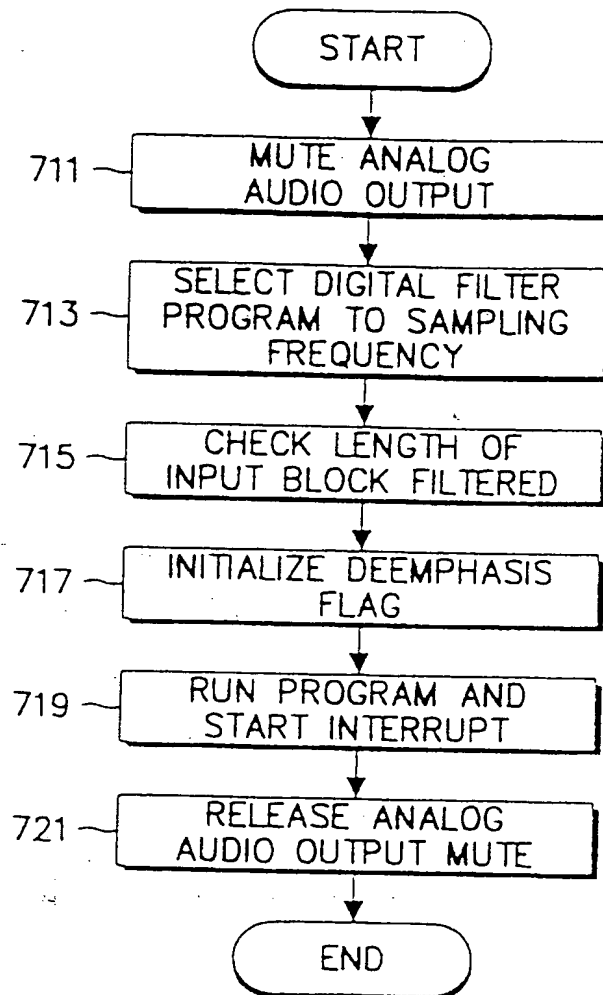 START
711
MUTE ANALOG
AUDIO OUTPUT
713
SELECT DIGITAL FILTER
PROGRAM TO SAMPLING
FREQUENCY
715
CHECK LENGTH OF
INPUT BLOCK FILTERED
717
INITIALIZE DEEMPHASIS
FLAG
719
RUN PROGRAM AND
START INTERRUPT
721
RELEASE ANALOG
AUDIO OUTPUT MUTE
END